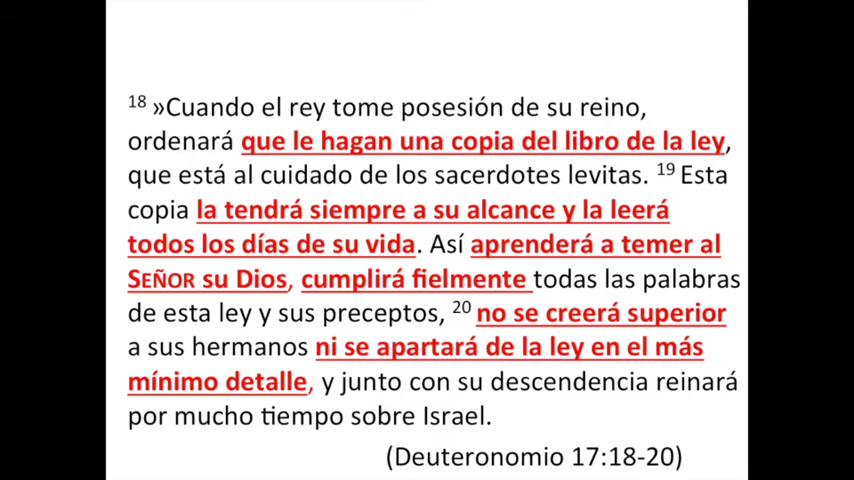 18 »Cuando el rey tome posesión de su reino,
ordenará que le hagan una copia del libro de la ley,
que está al cuidado de los sacerdotes levitas. 19 Esta
copia la tendrá siempre a su alcance y la leerá
todos los días de su vida. Así aprenderá a temer al
SEÑOR su Dios, cumplirá fielmente todas las palabras
de esta ley y sus preceptos, 20 no se creerá superior
a sus hermanos ni se apartará de la ley en el más
mínimo detalle, y junto con su descendencia reinará
por mucho tiempo sobre Israel.
(Deuteronomio 17:18-20)